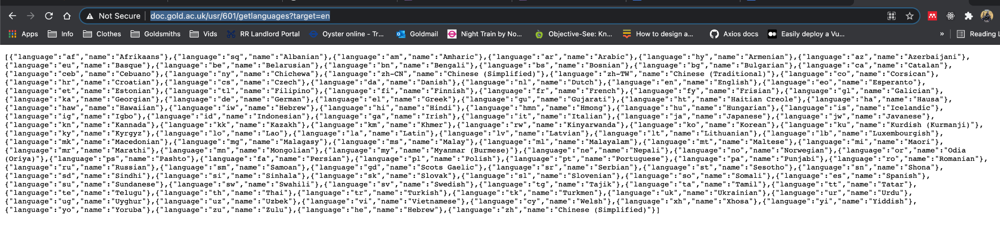 Not Secure doc.gold.ac.uk/usr/601/getlanguages?target=en
Apps Info Clothes Goldsmiths Vids RR Landlord Portal Oyster online - Tr... Goldmail Night Train by No... Objective-See: Kn... How to design a... Axios docs Easily deploy a Vu... » Reading L
[{"language":"af","name":"Afrikaans"},{"language":"sq","name":"Albanian"},{"language":"am","name":"Amharic"},{"language":"ar","name":"Arabic"},{"language":"hy","name":"Armenian"},{"language":"az","name":"Azerbaijani"},
{"language":"eu","name":"Basque"},{"language":"be","name":"Belarusian"},{"language":"bn","name":"Bengali"},{"language":"bs","name":"Bosnian"},{"language":"bg","name":"Bulgarian"},{"language":"ca","name":"Catalan"},
{"language":"ceb","name":"Cebuano"},{"language":"ny","name":"Chichewa"},{"language":"zh-CN","name":"Chinese (Simplified)"},{"language":"zh-TW","name":"Chinese (Traditional)"},{"language":"co","name":"Corsican"},
{"language":"hr","name":"Croatian"},{"language":"cs","name":"Czech"},{"language":"da","name":"Danish"},{"language":"nl","name":"Dutch"},{"language":"en","name":"English"},{"language":"eo","name":"Esperanto"},
{"language":"et","name":"Estonian"},{"language":"tl","name":"Filipino"},{"language":"fi","name":"Finnish"},{"language":"fr","name":"French"},{"language":"fy","name":"Frisian"},{"language":"gl","name":"Galician"},
{"language":"ka","name":"Georgian"},{"language":"de","name":"German"},{"language":"el","name":"Greek"},{"language":"gu","name":"Gujarati"},{"language":"ht","name":"Haitian Creole"},{"language":"ha","name":"Hausa"},
{"language":"haw","name":"Hawaiian"},{"language":"iw","name":"Hebrew"},{"language":"hi","name":"Hindi"},{"language":"hmn","name":"Hmong"},{"language":"hu","name":"Hungarian"},{"language":"is","name":"Icelandic"},
{"language":"ig","name":"Igbo"},{"language":"id","name":"Indonesian"},{"language":"ga","name":"Irish"},{"language":"it","name":"Italian"},{"language":"ja","name":"Japanese"},{"language":"jw","name":"Javanese"},
{"language":"kn","name":"Kannada"},{"language":"kk","name":"Kazakh"},{"language":"km","name":"Khmer"},{"language":"rw","name":"Kinyarwanda"},{"language":"ko","name":"Korean"},{"language":"ku","name":"Kurdish (Kurmanji)"},
{"language":"ky","name":"Kyrgyz"},{"language":"lo","name":"Lao"},{"language":"la","name":"Latin"},{"language":"lv","name":"Latvian"},{"language":"lt","name":"Lithuanian"},{"language":"lb","name":"Luxembourgish"},
{"language":"mk","name":"Macedonian"},{"language":"mg","name":"Malagasy"},{"language":"ms","name":"Malay"},{"language":"ml","name":"Malayalam"},{"language":"mt","name":"Maltese"},{"language":"mi","name":"Maori"},
{"language":"mr","name":"Marathi"},{"language":"mn","name":"Mongolian"},{"language":"my","name":"Myanmar (Burmese)"},{"language":"ne","name":"Nepali"},{"language":"no","name":"Norwegian"},{"language":"or","name":"Odia
(Oriya)"},{"language":"ps","name":"Pashto"},{"language":"fa","name":"Persian"},{"language":"pl","name":"Polish"},{"language":"pt","name":"Portuguese"},{"language":"pa","name":"Punjabi"},{"language":"ro","name":"Romanian"},
{"language":"ru","name":"Russian"},{"language":"sm","name":"Samoan"},{"language":"gd","name":"Scots Gaelic"},{"language":"sr","name":"Serbian"},{"language":"st","name":"Sesotho"},{"language":"sn","name":"Shona"},
{"language":"sd","name":"Sindhi"},{"language":"si","name":"Sinhala"},{"language":"sk","name":"Slovak"},{"language":"sl","name":"Slovenian"},{"language":"so","name":"Somali"},{"language":"es","name":"Spanish"},
{"language":"su","name":"Sundanese"},{"language":"sw","name":"Swahili"},{"language":"sv","name":"Swedish"},{"language":"tg","name":"Tajik"},{"language":"ta","name":"Tamil"},{"language":"tt","name":"Tatar"},
{"language":"te","name":"Telugu"},{"language":"th","name":"Thai"},{"language":"tr","name":"Turkish"},{"language":"tk","name":"Turkmen"},{"language":"uk","name":"Ukrainian"},{"language":"ur","name":"Urdu"},
{"language":"ug","name":"Uyghur"},{"language":"uz","name":"Uzbek"},{"language":"vi","name":"Vietnamese"},{"language":"cy","name":"Welsh"},{"language":"xh","name":"Xhosa"},{"language":"yi","name":"Yiddish"},
{"language":"yo","name":"Yoruba"},{"language":"zu","name":"Zulu"},{"language":"he","name":"Hebrew"},{"language":"zh","name":"Chinese (Simplified)"}]